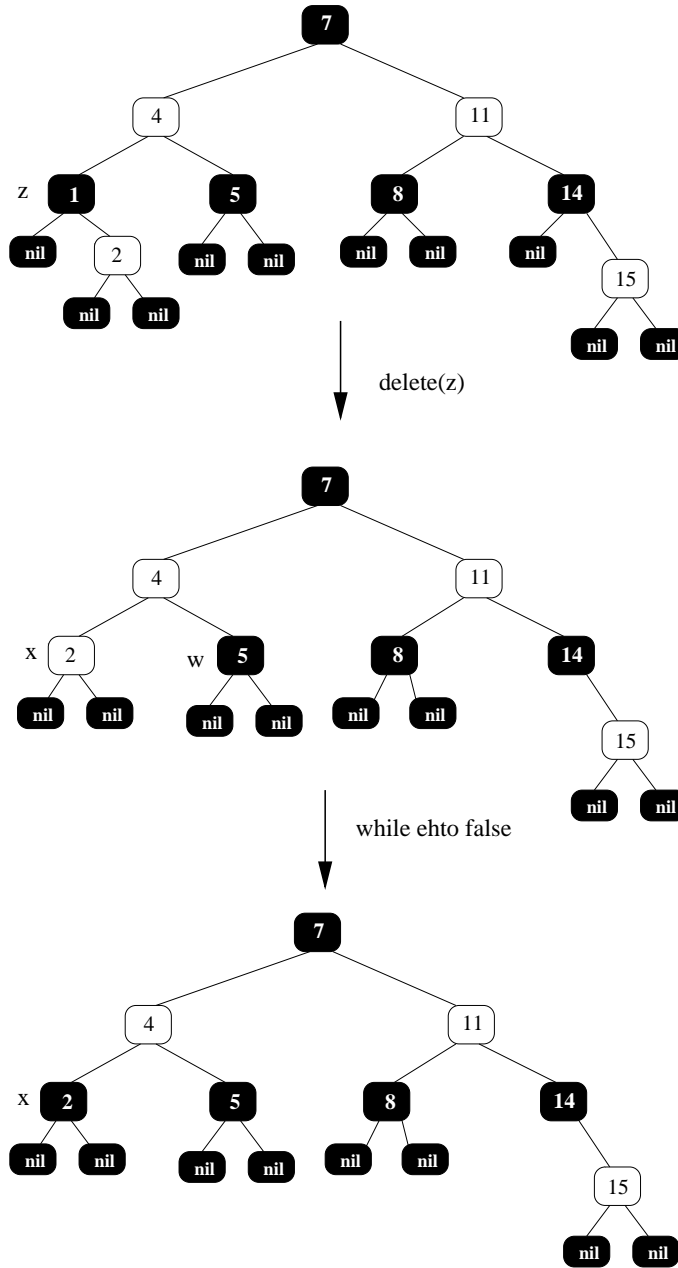 7
4 11
z 1 5 8 14
nil 2 nil nil nil nil nil 15
nil nil nil nil
delete(z)
7
4 11
x 2 w 5 8 14
nil nil nil nil nil nil 15
nil nil
while ehto false
7
4 11
x 2 5 8 14
nil nil nil nil nil nil 15
nil nil